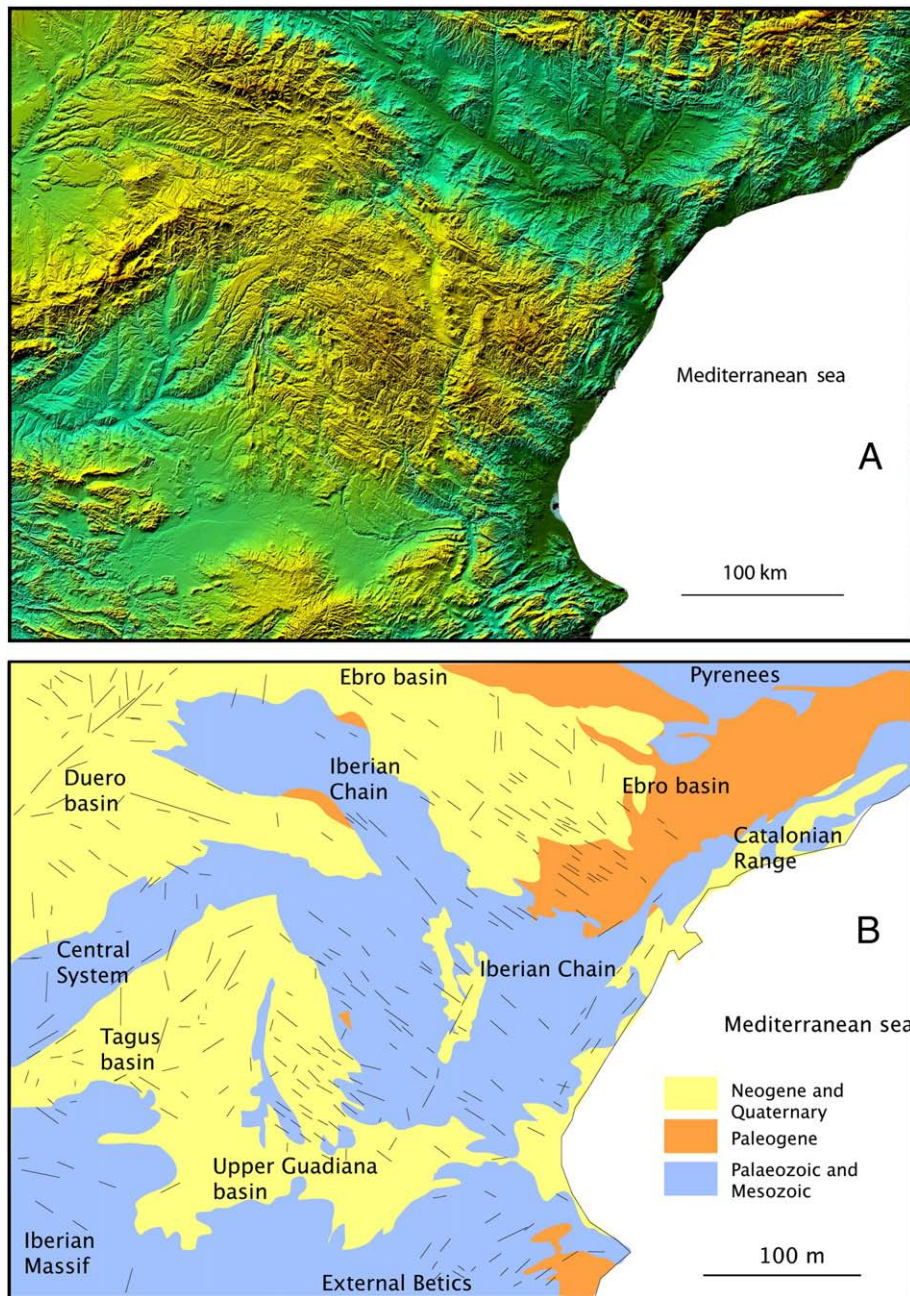 Mediterranean sea
A
100 km
Ebro basin
Pyrenees
Duero
basin
Iberian
Chain
Ebro basin
Catalonian
Range
B
Central
System
Iberian Chain
Tagus
basin
Mediterranean sea
Neogene and
Quaternary
Paleogene
Palaeozoic and
Mesozoic
Upper Guadiana
basin
Iberian
Massif
External Betics
100 m